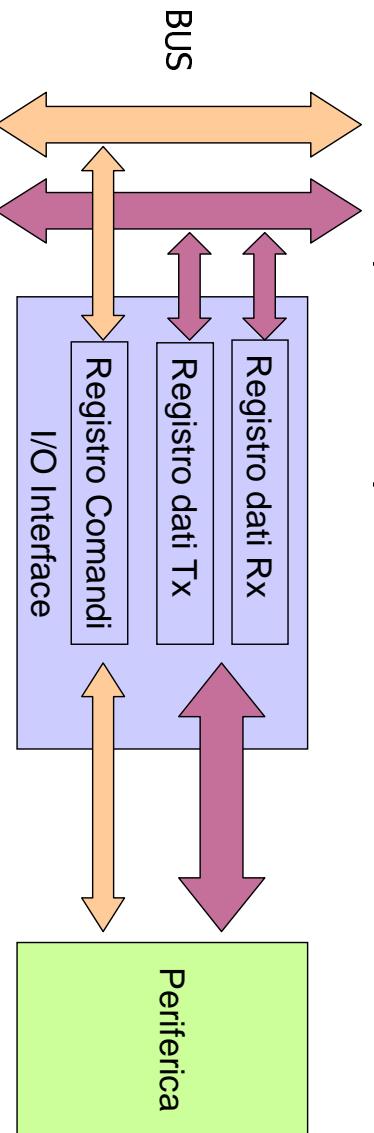 BUS
Registro dati Rx
Registro dati Tx
Registro Comandi
I/O Interface
Periferica